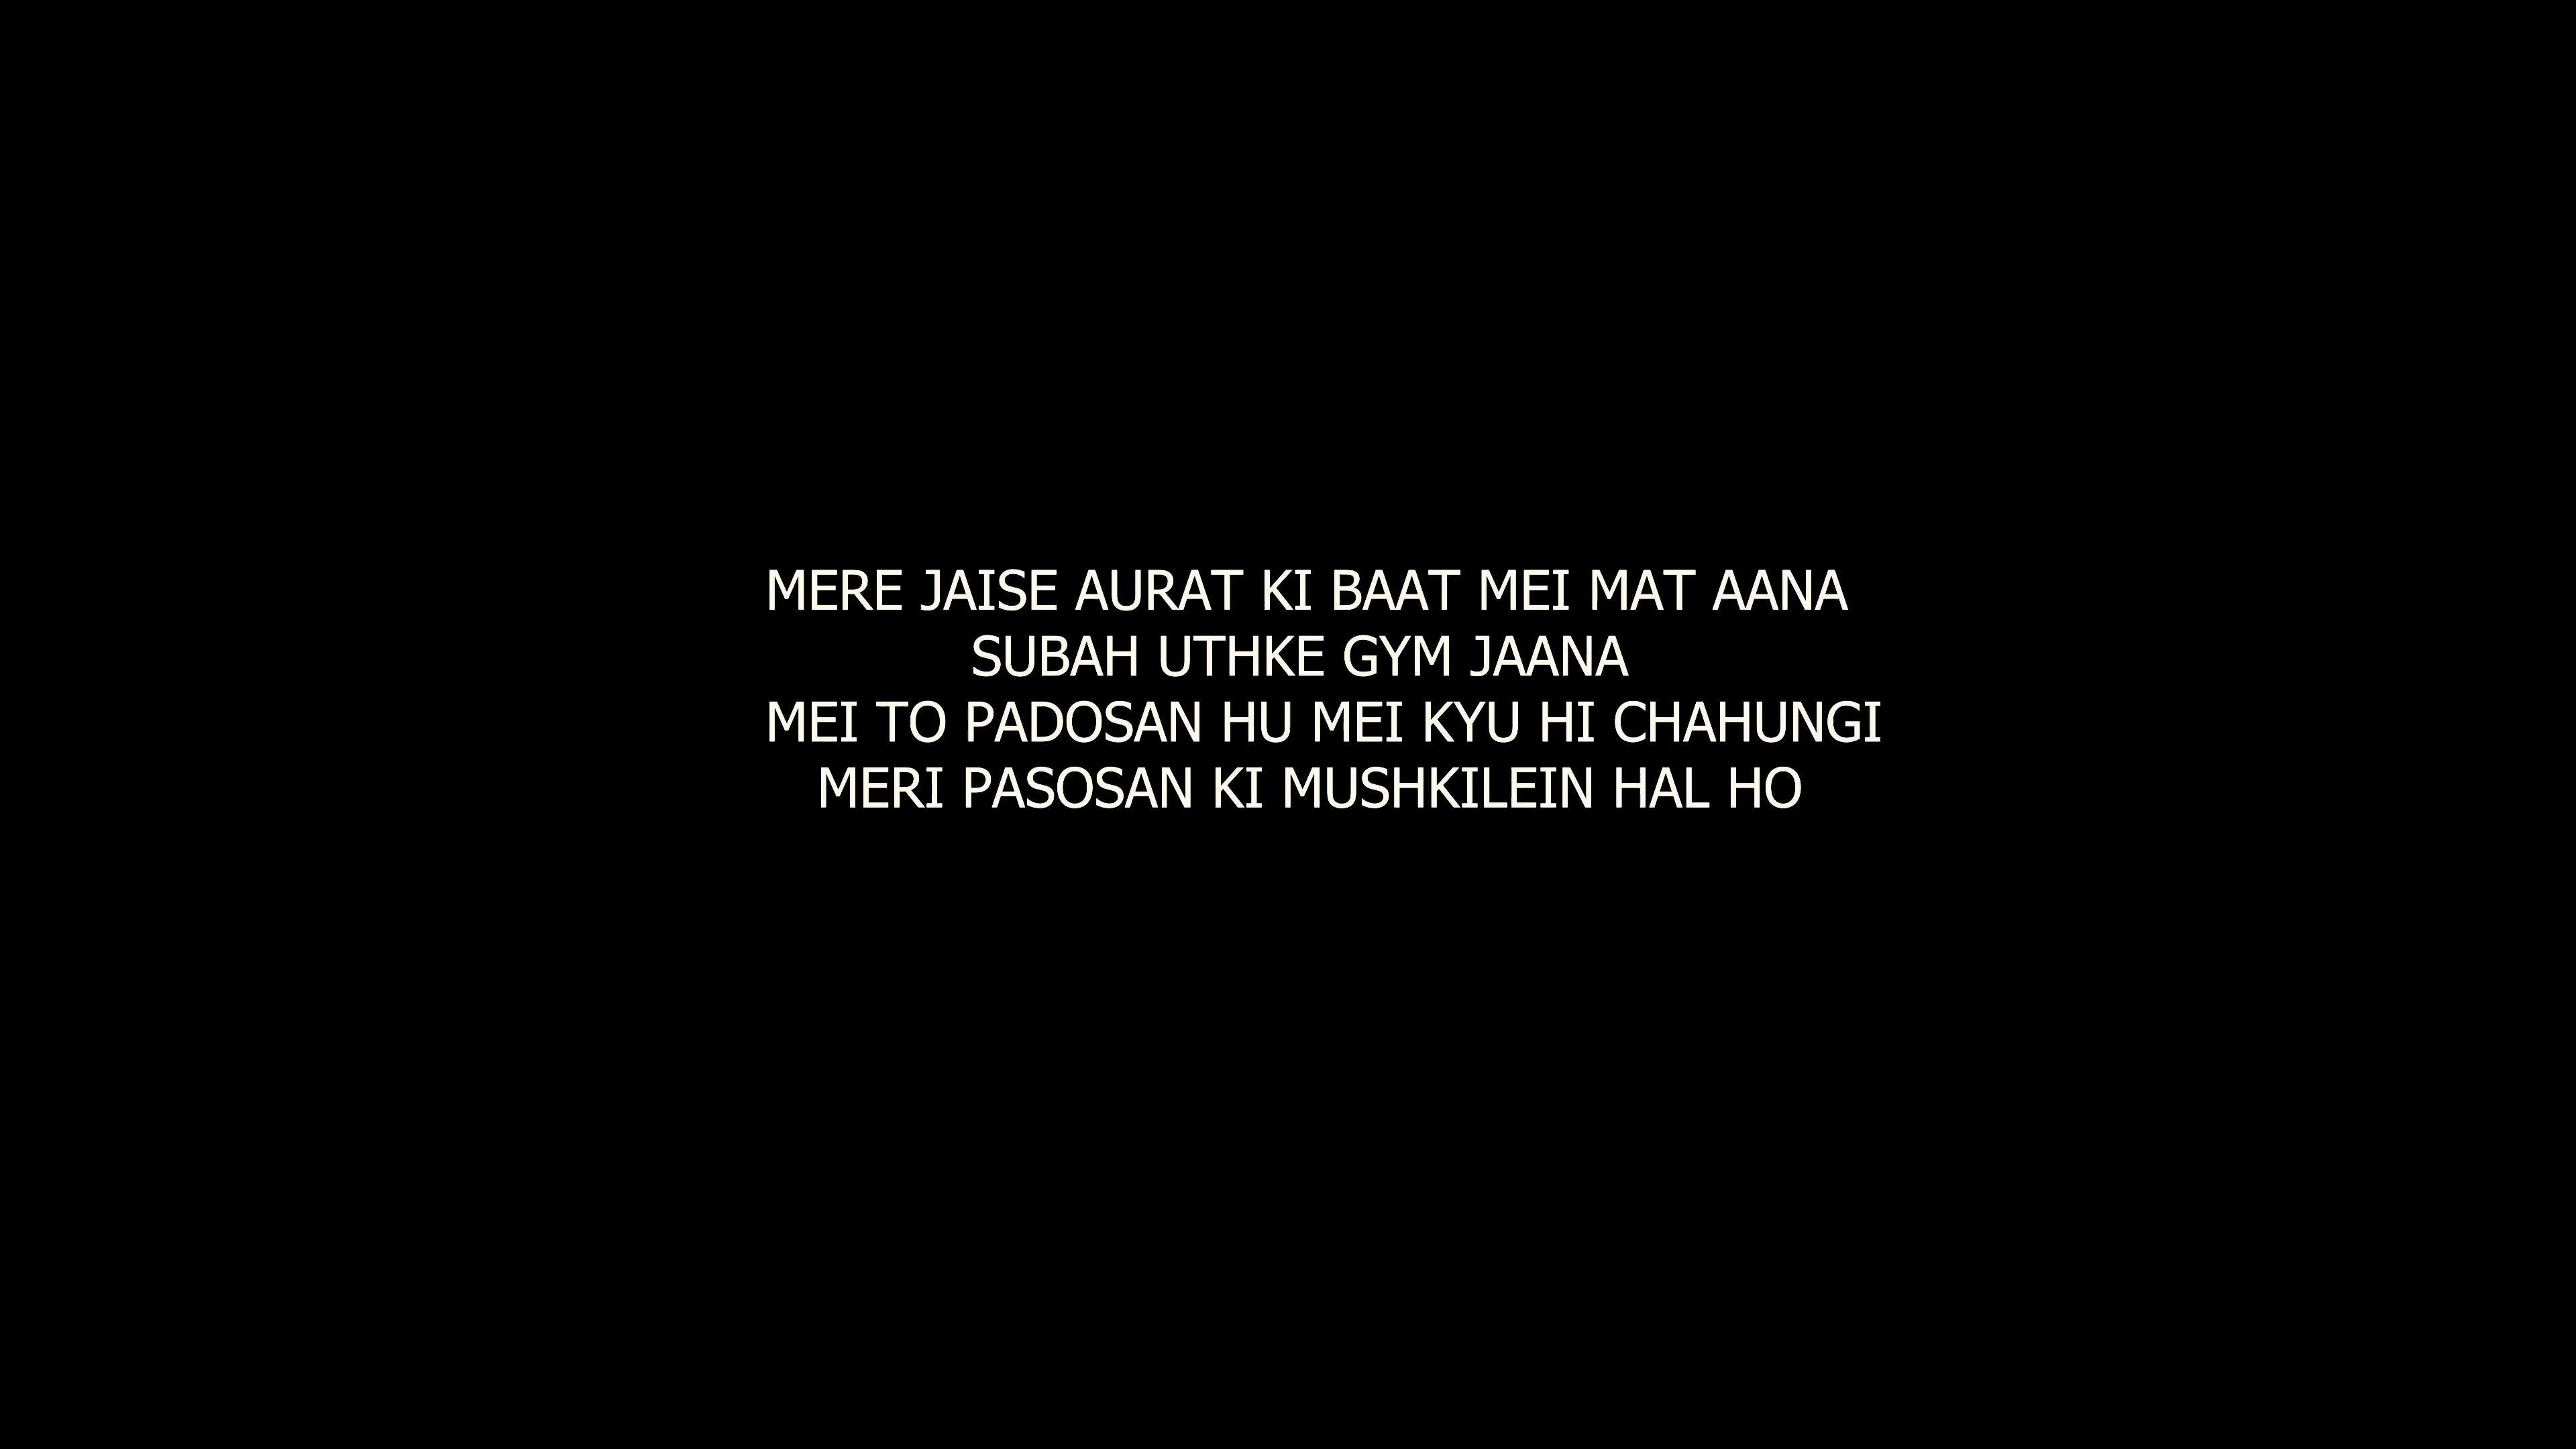 MERE JAISE AURAT KI BAAT MEI MAT AANA
SUBAH UTHKE GYM JAANA
MEI TO PADOSAN HU MEI KYU HI CHAHUNGI
MERI PASOSAN KI MUSHKILEIN HAL HO